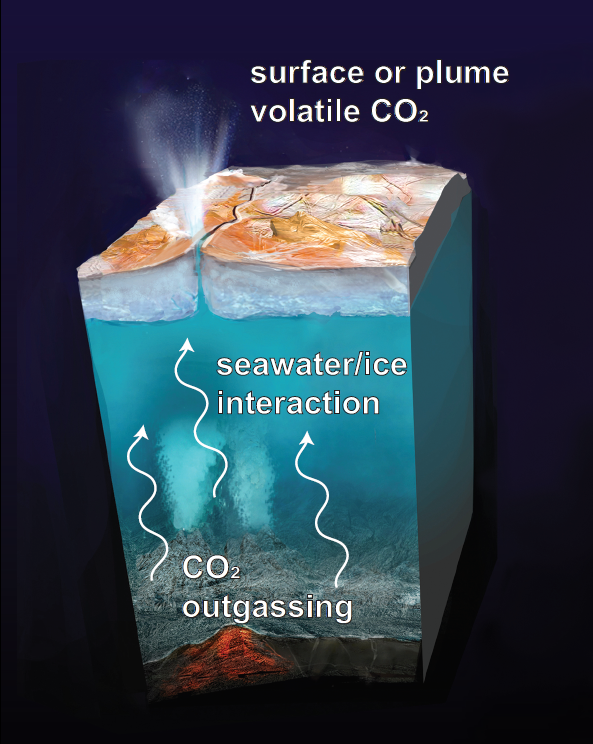 surface or plume
volatile CO₂
seawater/ice
interaction
CO₂
outgassing